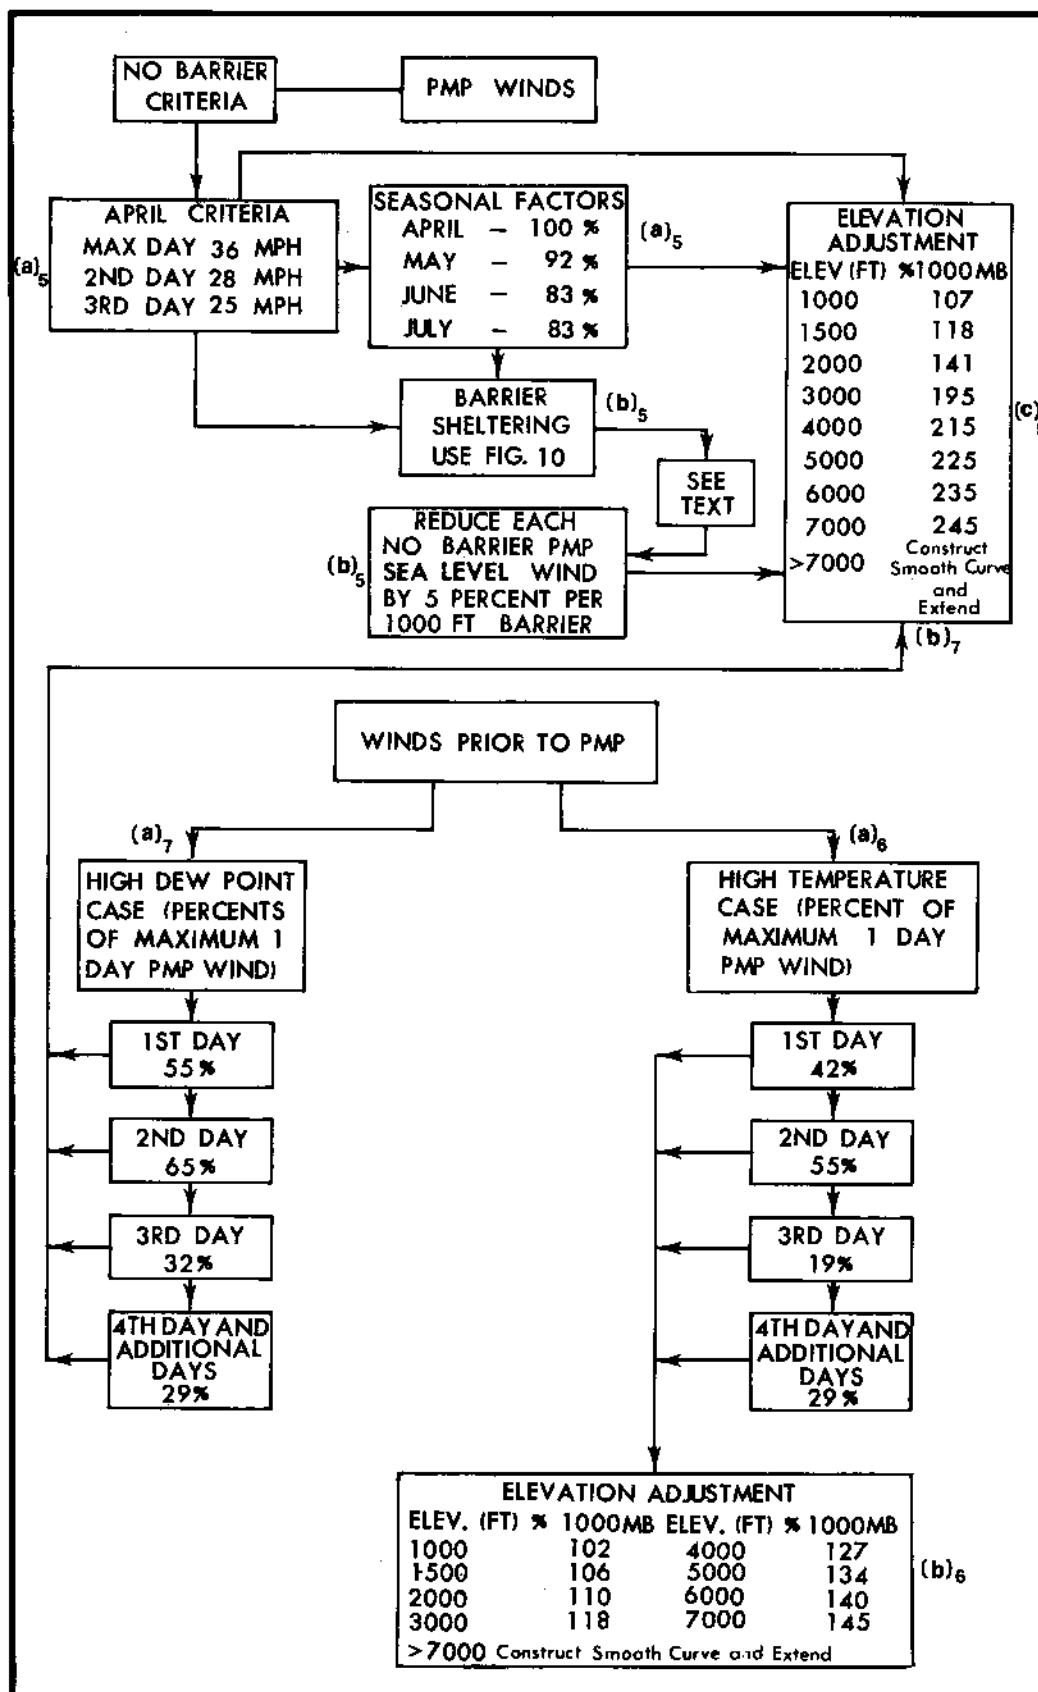 NO BARRIER
CRITERIA
PMP WINDS
APRIL CRITERIA
MAX DAY 36 MPH
2ND DAY 28 MPH
3RD DAY 25 MPH
(a)5
SEASONAL FACTORS
APRIL – 100 %
MAY – 92 %
JUNE – 83 %
JULY – 83 %
(a)5
ELEVATION
ADJUSTMENT
ELEV (FT) %1000MB
1000 107
1500 118
2000 141
3000 195
4000 215
5000 225
6000 235
7000 245
>7000 Construct
Smooth Curve
and
Extend
(c)
BARRIER
SHELTERING
USE FIG. 10
(b)5
SEE
TEXT
(b)5
REDUCE EACH
NO BARRIER PMP
SEA LEVEL WIND
BY 5 PERCENT PER
1000 FT BARRIER
(b)7
WINDS PRIOR TO PMP
(a)7
HIGH DEW POINT
CASE (PERCENTS
OF MAXIMUM 1
DAY PMP WIND)
1ST DAY
55%
2ND DAY
65%
3RD DAY
32%
4TH DAY AND
ADDITIONAL
DAYS
29%
(a)6
HIGH TEMPERATURE
CASE (PERCENT OF
MAXIMUM 1 DAY
PMP WIND)
1ST DAY
42%
2ND DAY
55%
3RD DAY
19%
4TH DAY AND
ADDITIONAL
DAYS
29%
ELEVATION ADJUSTMENT
ELEV. (FT) % 1000MB ELEV. (FT) % 1000MB
1000 102 4000 127
1500 106 5000 134
2000 110 6000 140
3000 118 7000 145
>7000 Construct Smooth Curve and Extend
(b)6